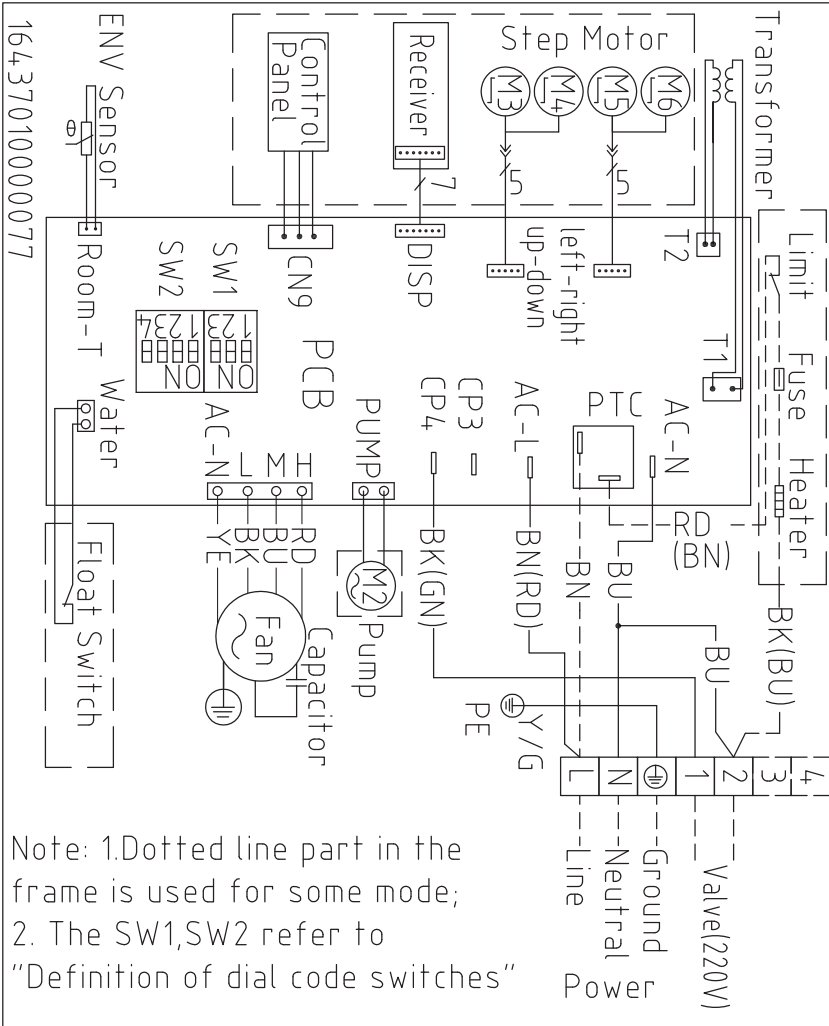 Step Motor
Transformer
M3
M4
M5
M6
5
5
Receiver
7
Control
Panel
ENV Sensor
θ
16437010000077
Room-T
SW2
SW1
1234
ON
123
ON
CN9
DISP
up-down
left-right
T2
T1
Limit
Fuse
Heater
PCB
Water
AC-N
L
M
H
PUMP
CP4
CP3
AC-L
PTC
AC-N
YE
BK
BU
RD
Fan
Capacitor
M2
Pump
Float Switch
BK(GN)
BN(RD)
BN
BU
RD
(BN)
BU
BK(BU)
PE
Y/G
L
N
1
2
3
4
Line
Neutral
Ground
Valve(220V)
Power
Note: 1.Dotted line part in the
frame is used for some mode;
2. The SW1,SW2 refer to
"Definition of dial code switches"